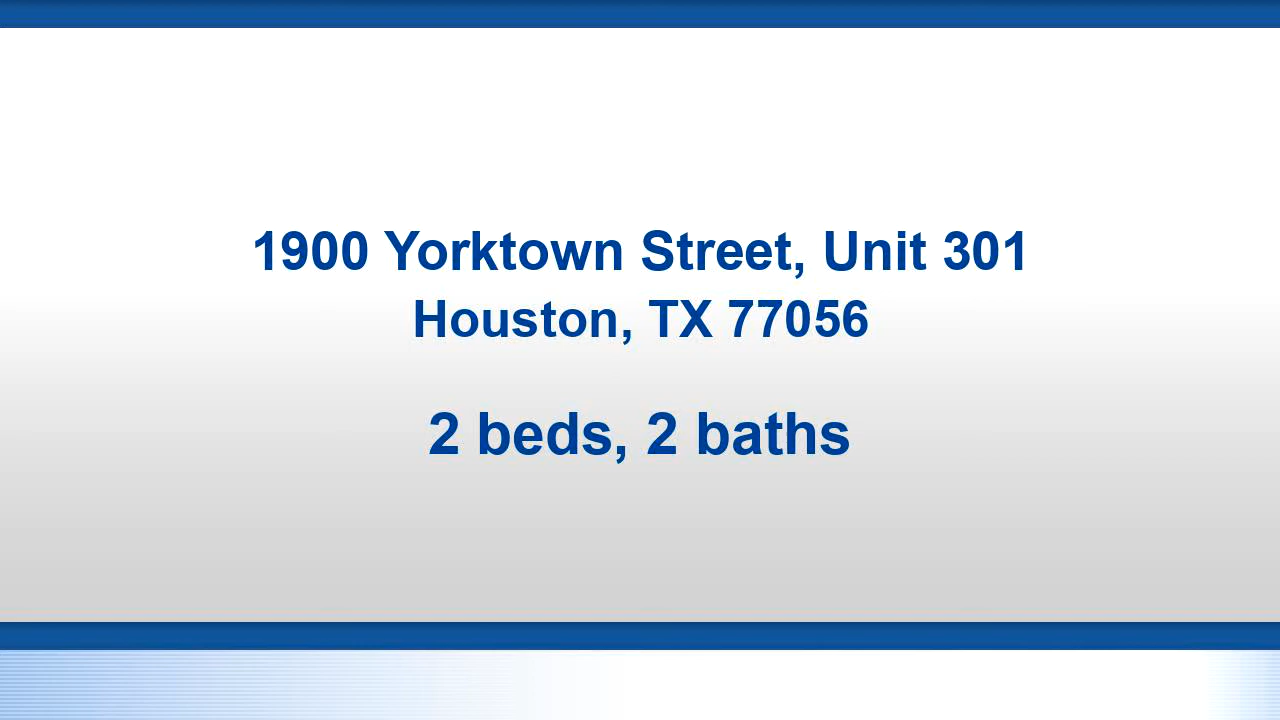 1900 Yorktown Street, Unit 301
Houston, TX 77056
2 beds, 2 baths